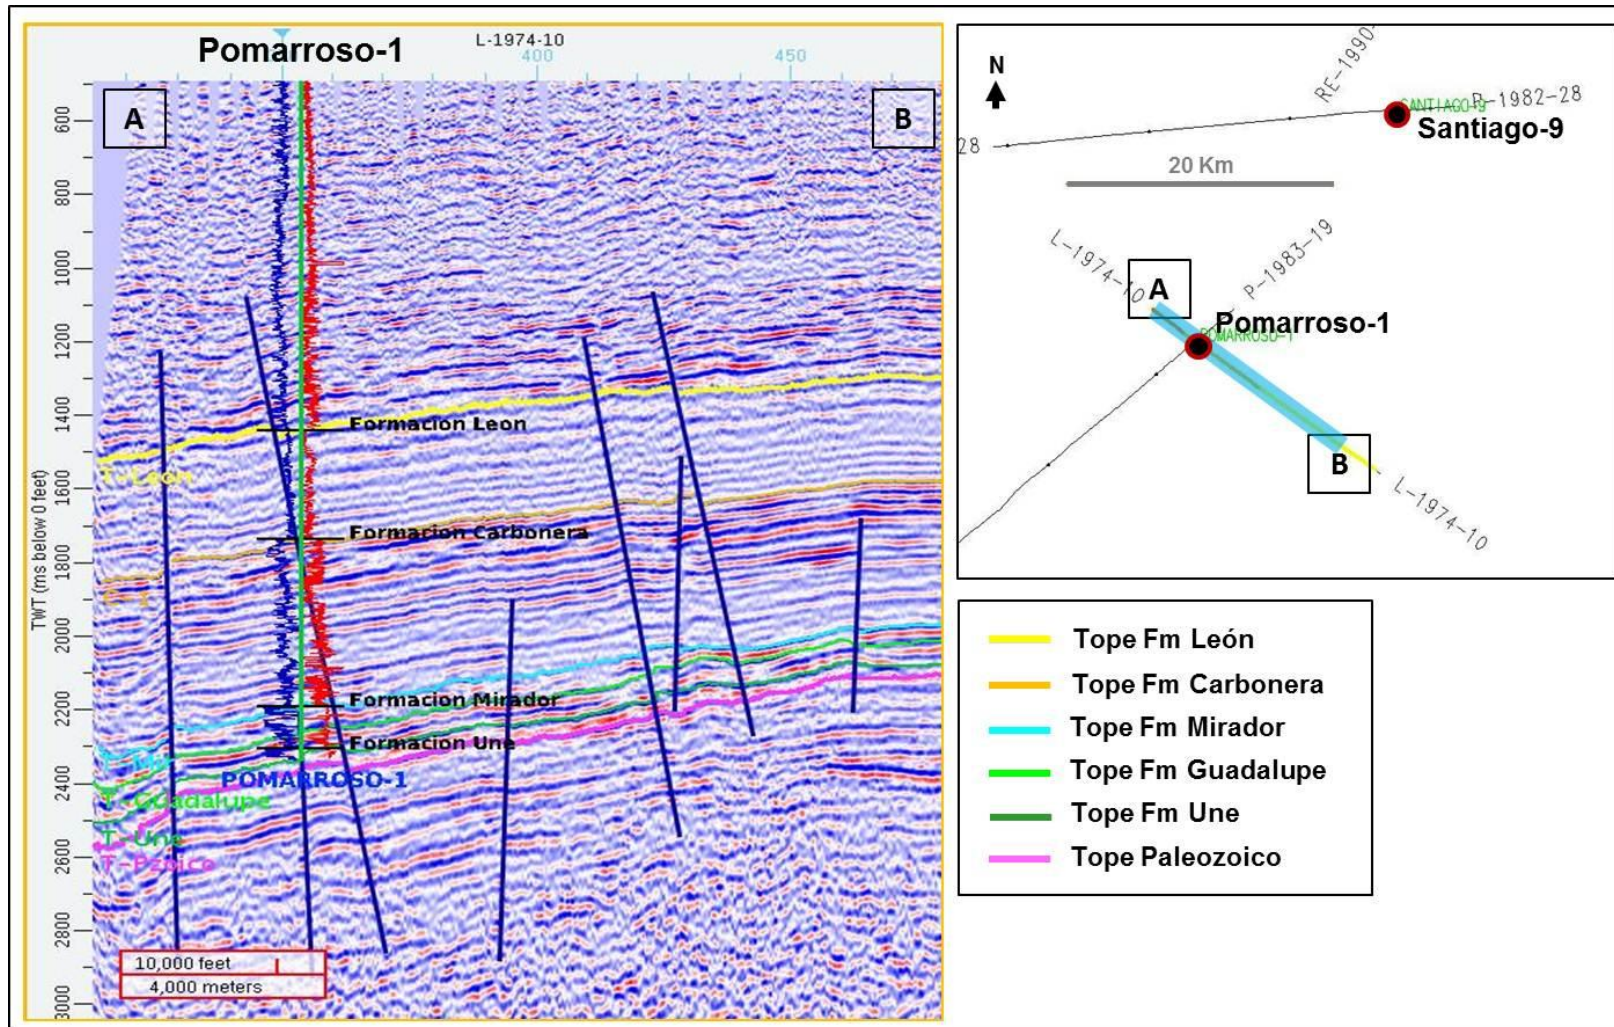 Pomarroso-1
L-1974-10
400
450
A
B
600
800
1000
1200
1400
1600
1800
2000
2200
2400
2600
2800
3000
TWT (ms below 0 feet)
Formacion Leon
T-Leon
Formacion Carbonera
C-1
Formacion Mirador
Formacion Une
T-Mir
POMARROSO-1
T-Guadalupe
T-Une
T-Pzoico
10,000 feet
4,000 meters
N
RE-1990-
SANTIAGO-9
P-1982-28
Santiago-9
28
20 Km
L-1974-10
P-1983-19
A
Pomarroso-1
POMARROSO-1
B
L-1974-10
Tope Fm León
Tope Fm Carbonera
Tope Fm Mirador
Tope Fm Guadalupe
Tope Fm Une
Tope Paleozoico